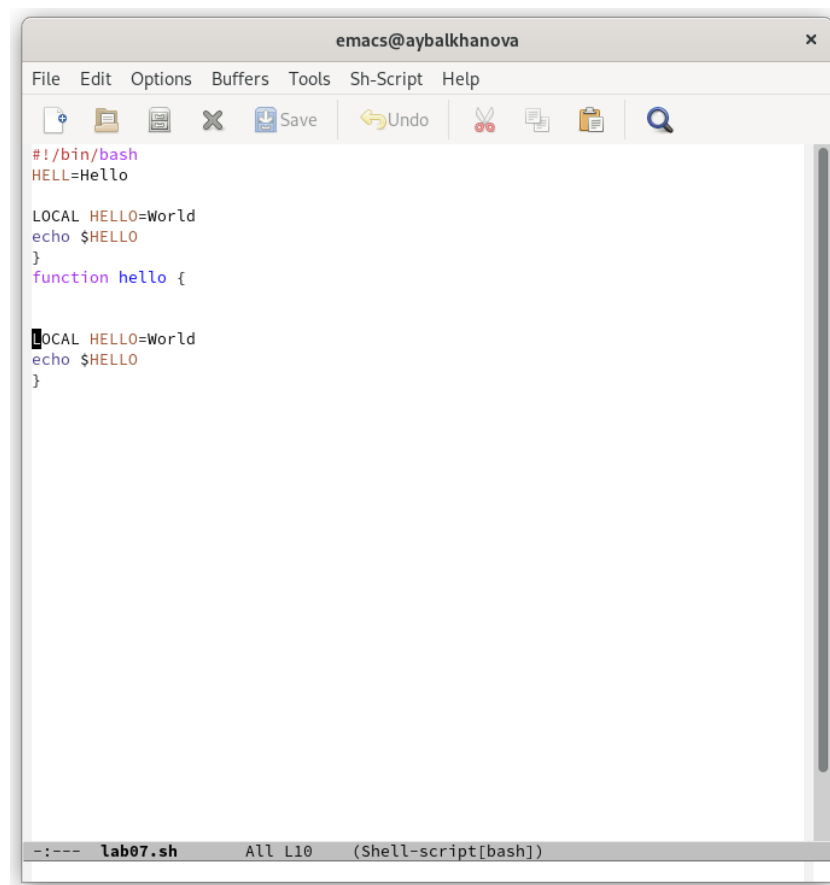 emacs@aybalkhanova ×
File Edit Options Buffers Tools Sh-Script Help
Save Undo
#!/bin/bash
HELL=Hello
LOCAL HELLO=World
echo $HELLO
}
function hello {
LOCAL HELLO=World
echo $HELLO
}
-:--- lab07.sh All L10 (Shell-script[bash])